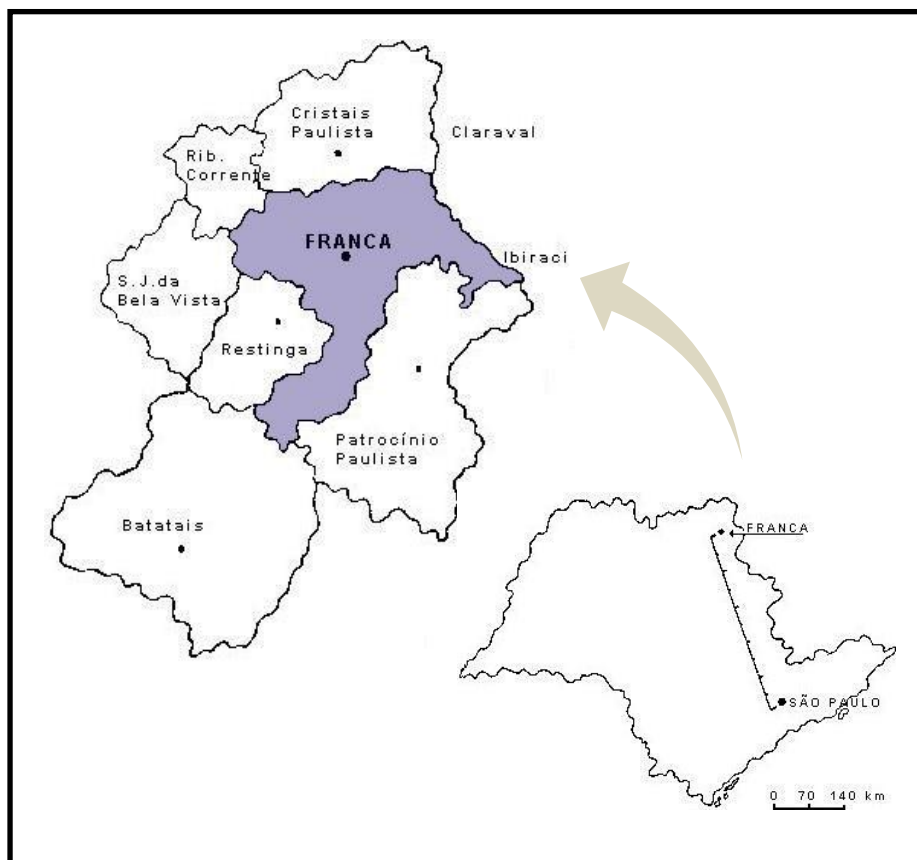 Cristais
Paulista
Claraval
Rib.
Corrente
FRANCA
Ibiraci
S.J.da
Bela Vista
Restinga
Patrocínio
Paulista
Batatais
FRANCA
SÃO PAULO
0 70 140 km